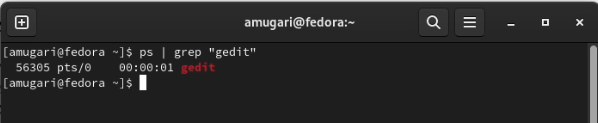 amugari@fedora:~
[amugari@fedora ~]$ ps | grep "gedit"
56305 pts/0    00:00:01 gedit
[amugari@fedora ~]$